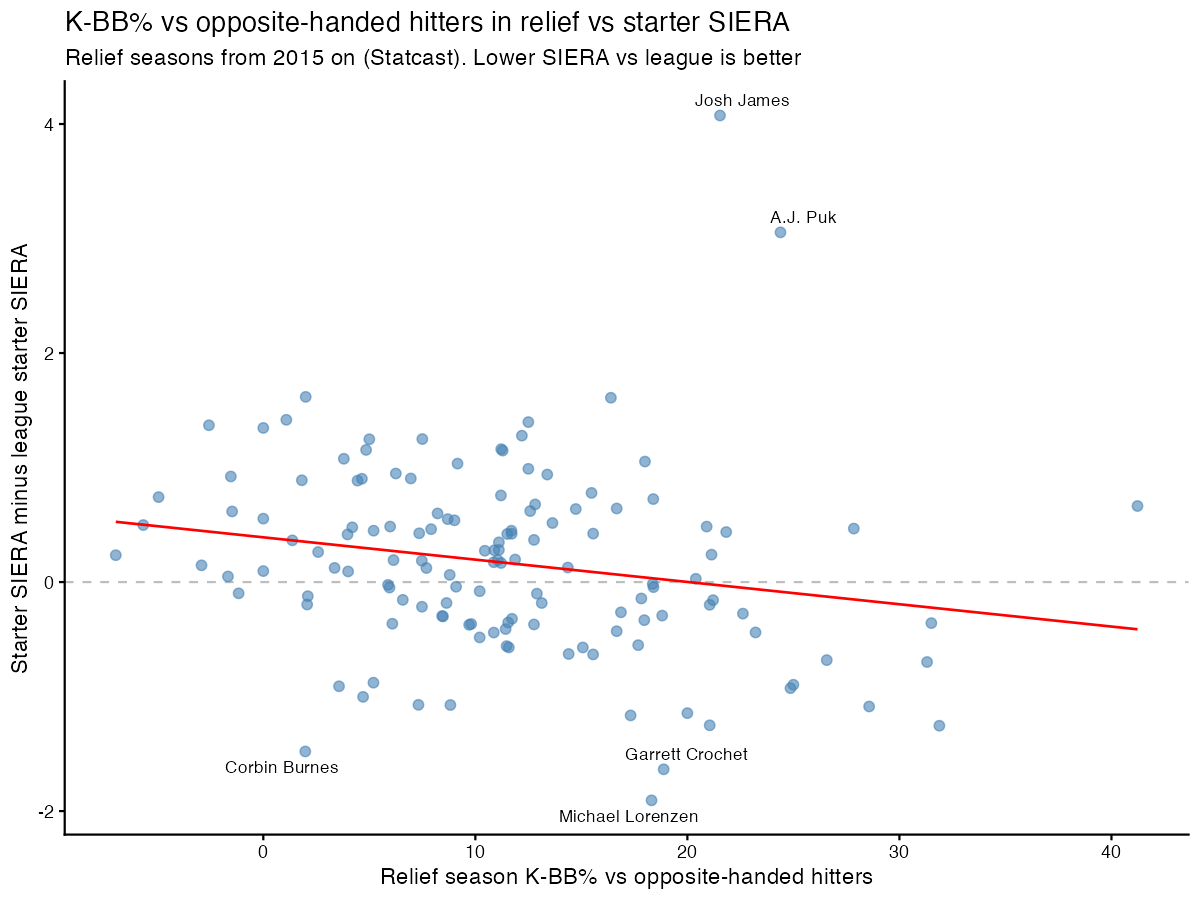 K-BB% vs opposite-handed hitters in relief vs starter SIERA
Relief seasons from 2015 on (Statcast). Lower SIERA vs league is better
Starter SIERA minus league starter SIERA
4
2
0
-2
Josh James
A.J. Puk
Corbin Burnes
Garrett Crochet
Michael Lorenzen
0
10
20
30
40
Relief season K-BB% vs opposite-handed hitters